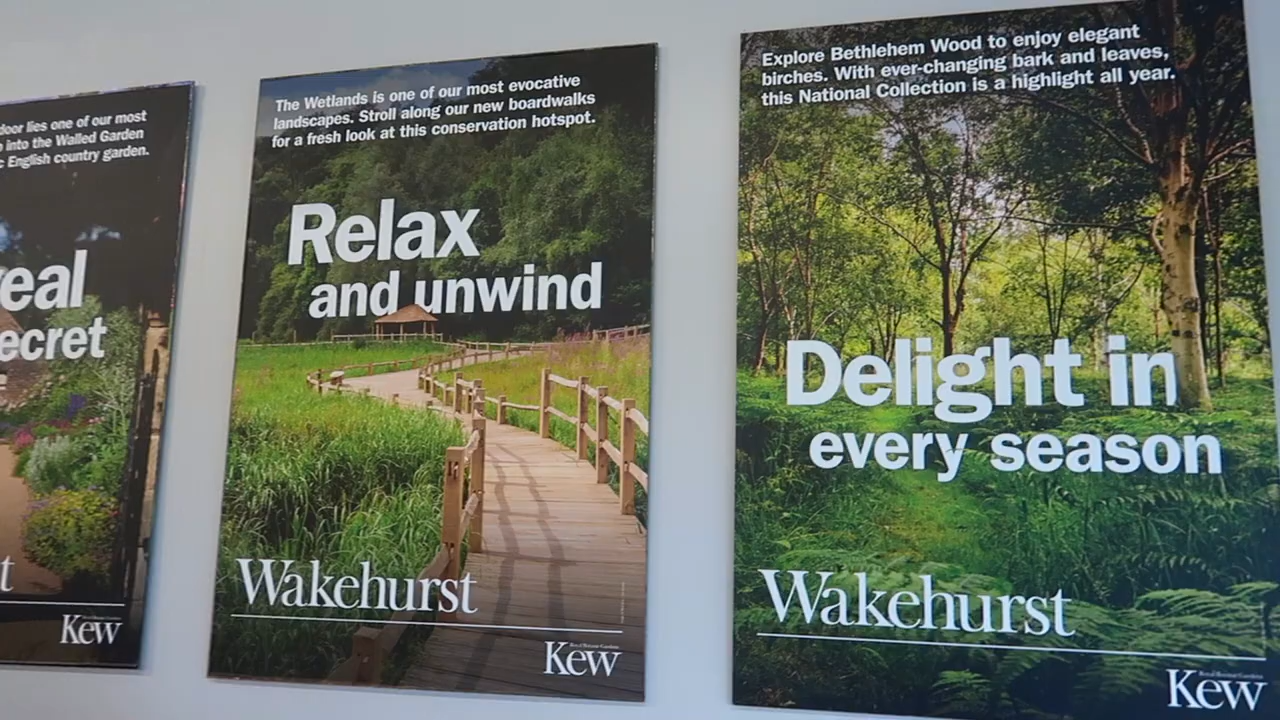 door lies one of our most
into the Walled Garden
English country garden.
Kew
The Wetlands is one of our most evocative
landscapes. Stroll along our new boardwalks
for a fresh look at this conservation hotspot.
Relax
and unwind
Wakehurst
Kew
Explore Bethlehem Wood to enjoy elegant
birches. With ever-changing bark and leaves,
this National Collection is a highlight all year.
Delight in
every season
Wakehurst
Royal Botanic Gardens
Kew